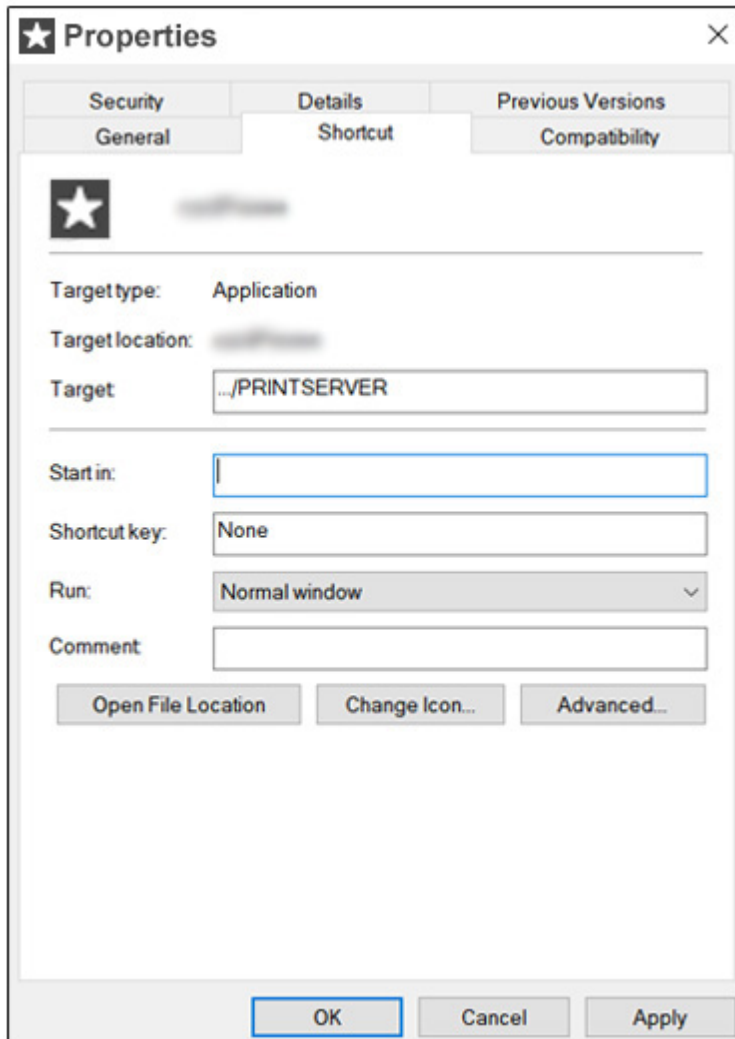 Properties
Security Details Previous Versions
General Shortcut Compatibility
Target type: Application
Target location:
Target: .../PRINTSERVER
Start in:
Shortcut key: None
Run: Normal window
Comment:
Open File Location Change Icon... Advanced...
OK Cancel Apply